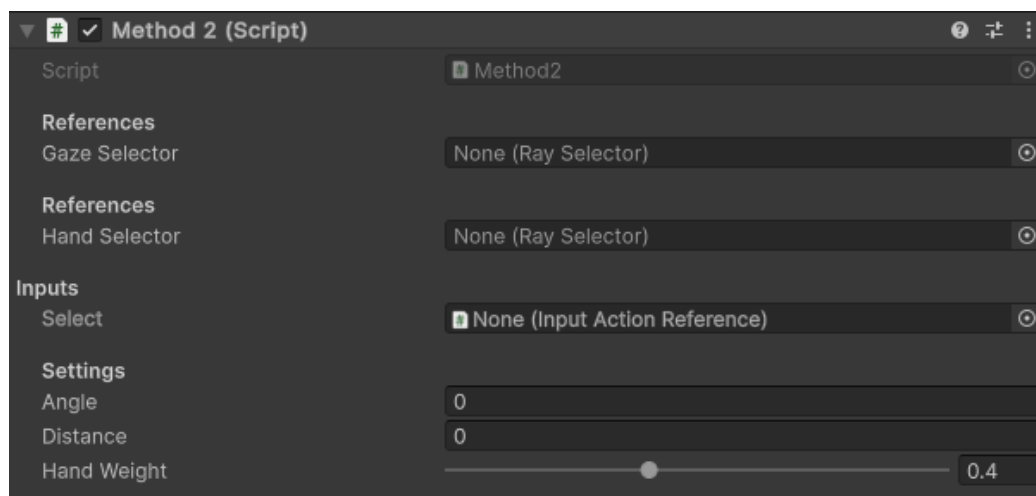 # Method 2 (Script)
Script # Method2
References
Gaze Selector None (Ray Selector)
References
Hand Selector None (Ray Selector)
Inputs
Select # None (Input Action Reference)
Settings
Angle 0
Distance 0
Hand Weight 0.4